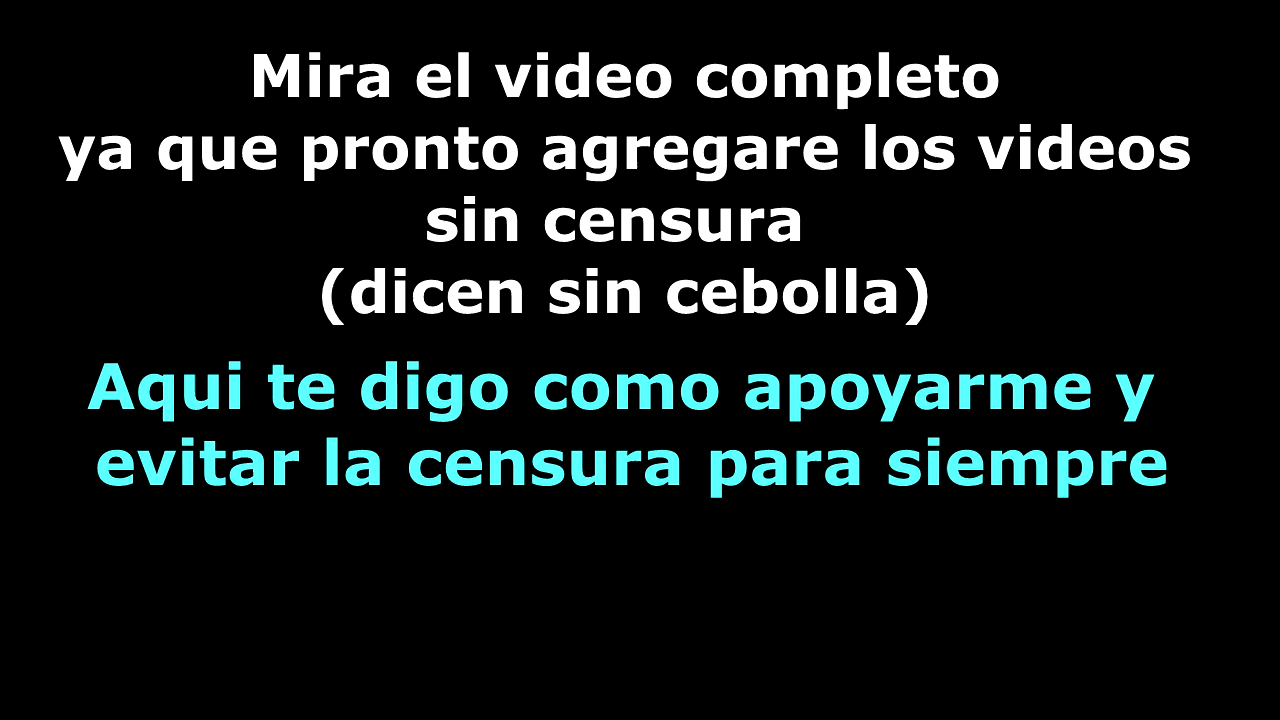 Mira el video completo
ya que pronto agregare los videos
sin censura
(dicen sin cebolla)
Aqui te digo como apoyarme y
evitar la censura para siempre